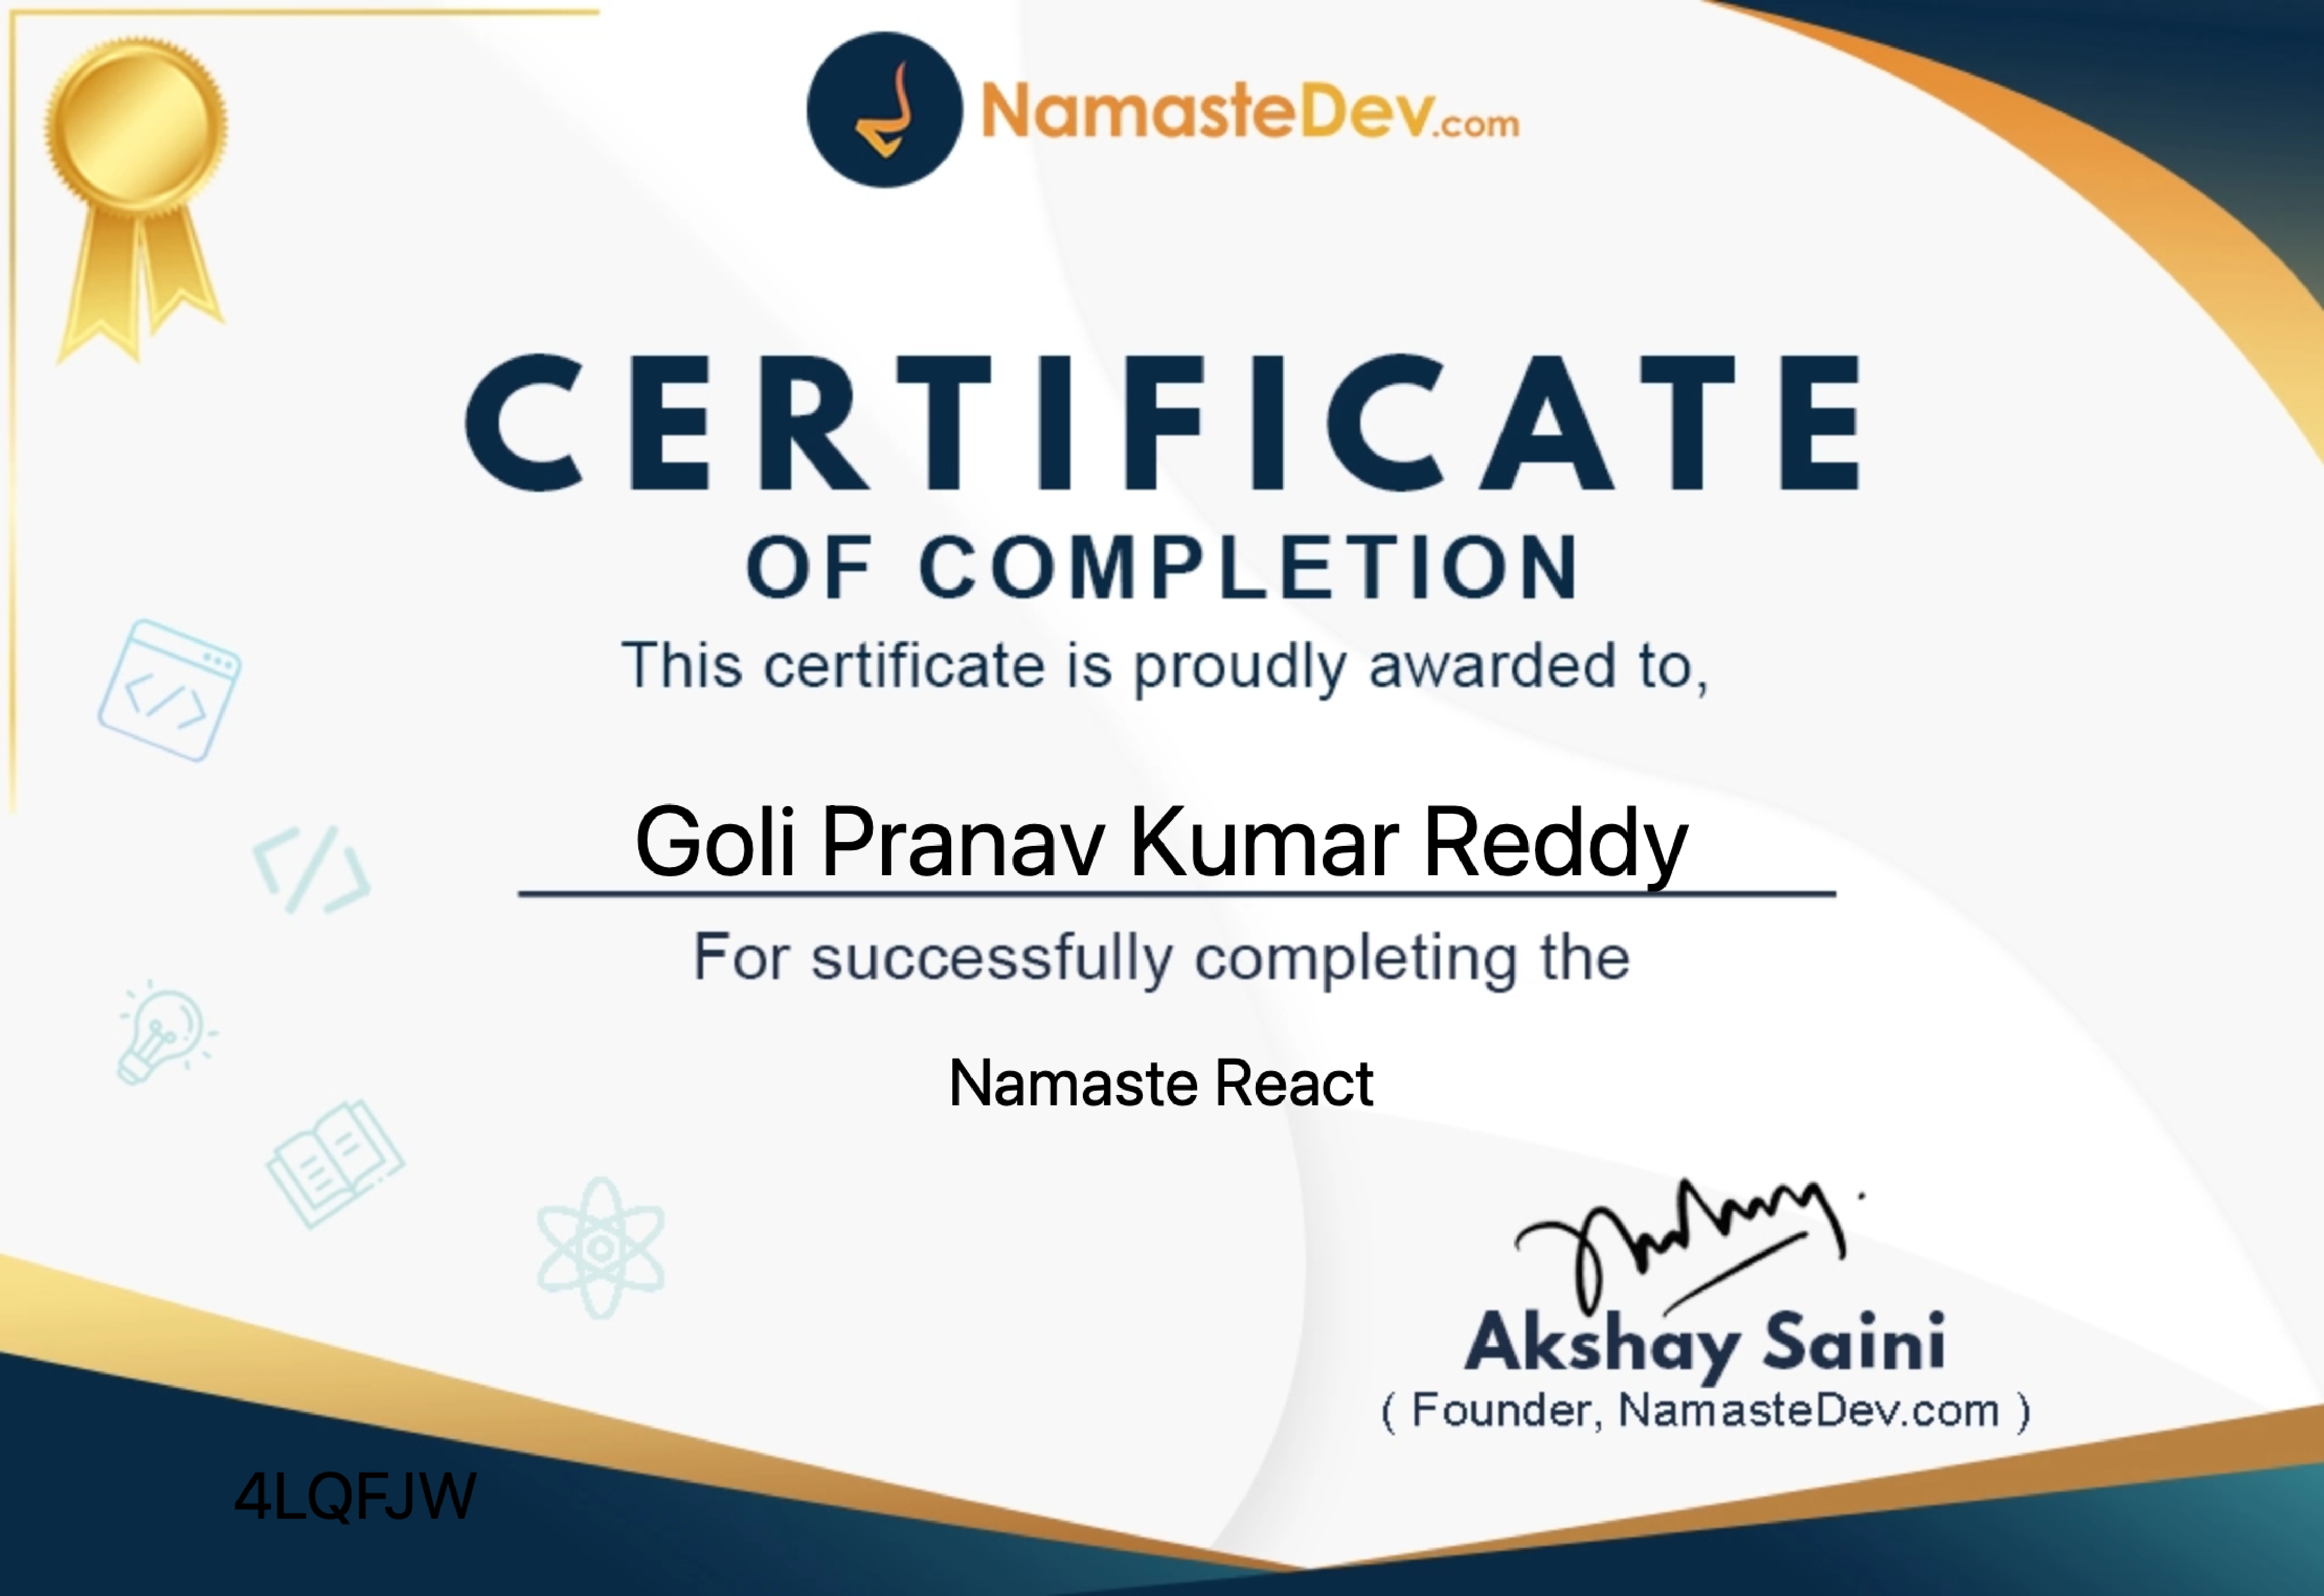 NamasteDev.com
CERTIFICATE
OF COMPLETION
This certificate is proudly awarded to,
Goli Pranav Kumar Reddy
For successfully completing the
Namaste React
Akshay Saini
( Founder, NamasteDev.com )
4LQFJW